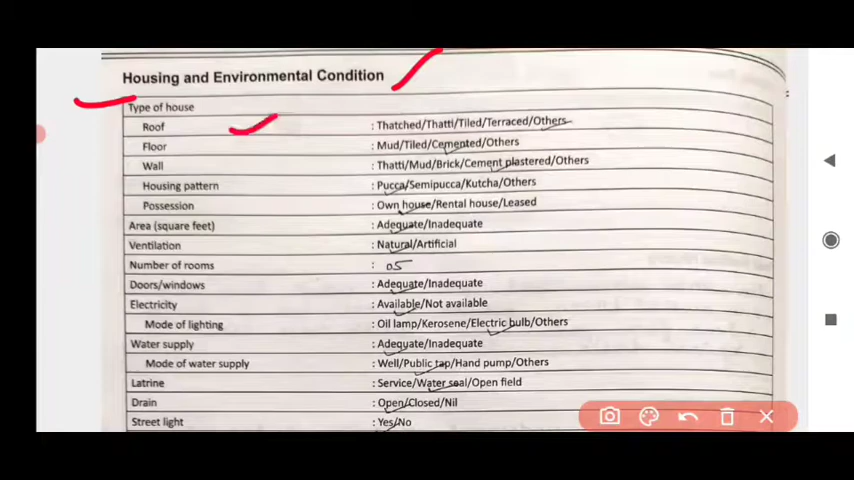 Housing and Environmental Condition
Type of house
Roof : Thatched/Thatti/Tiled/Terraced/Others
Floor : Mud/Tiled/Cemented/Others
Wall : Thatti/Mud/Brick/Cement plastered/Others
Housing pattern : Pucca/Semipucca/Kutcha/Others
Possession : Own house/Rental house/Leased
Area (square feet) : Adequate/Inadequate
Ventilation : Natural/Artificial
Number of rooms : 05
Doors/windows : Adequate/Inadequate
Electricity : Available/Not available
Mode of lighting : Oil lamp/Kerosene/Electric bulb/Others
Water supply : Adequate/Inadequate
Mode of water supply : Well/Public tap/Hand pump/Others
Latrine : Service/Water seal/Open field
Drain : Open/Closed/Nil
Street light : Yes/No